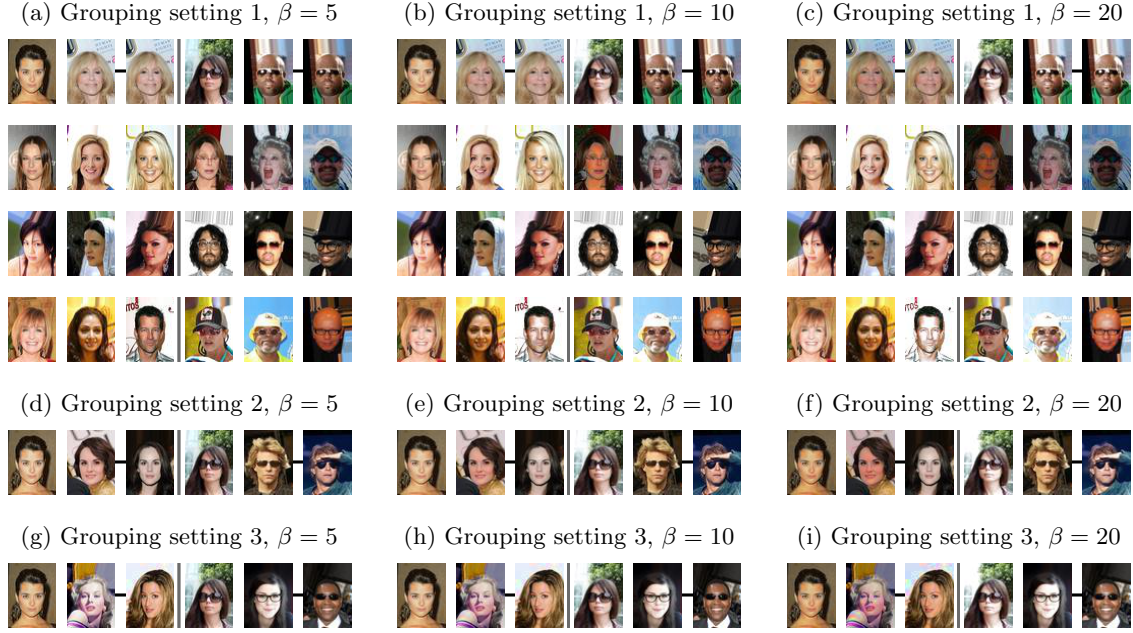 (a) Grouping setting 1, β = 5
(b) Grouping setting 1, β = 10
(c) Grouping setting 1, β = 20
(d) Grouping setting 2, β = 5
(e) Grouping setting 2, β = 10
(f) Grouping setting 2, β = 20
(g) Grouping setting 3, β = 5
(h) Grouping setting 3, β = 10
(i) Grouping setting 3, β = 20